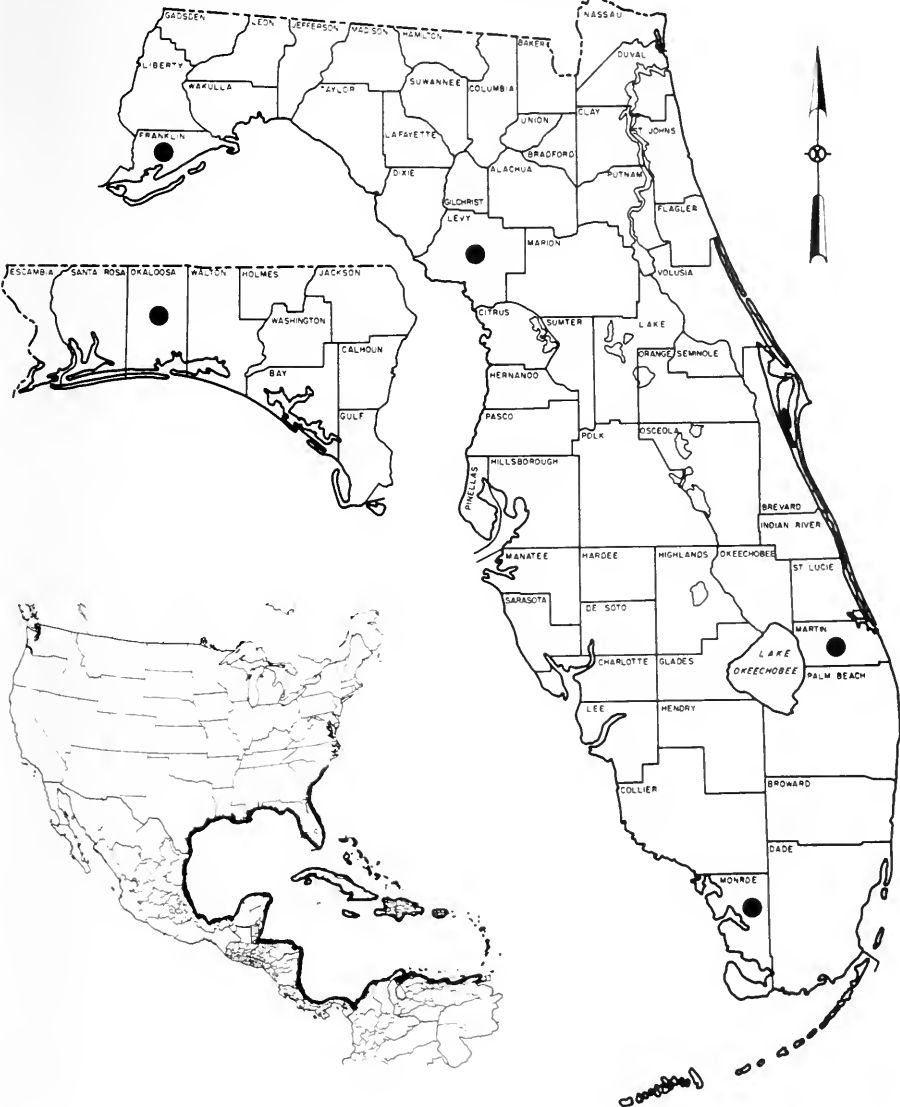 NASSAU
GADSDEN
LEON
JEFFERSON
MADISON
HAMILTON
BAKER
DUVAL
LIBERTY
WAKULLA
TAYLOR
SUWANNEE
COLUMBIA
CLAY
UNION
ST JOHNS
FRANKLIN
LAFAYETTE
BRADFORD
DIXIE
ALACHUA
PUTNAM
GILCHRIST
FLAGLER
LEVY
MARION
VOLUSIA
ESCAMBIA
SANTA ROSA
OKALOOSA
WALTON
HOLMES
JACKSON
WASHINGTON
CALHOUN
BAY
GULF
CITRUS
SUMTER
LAKE
ORANGE
SEMINOLE
HERNANDO
PASCO
POLK
OSCEOLA
HILLSBOROUGH
PINELLAS
BREVARD
INDIAN RIVER
MANATEE
HARDEE
HIGHLANDS
OKEECHOBEE
ST LUCIE
SARASOTA
DE SOTO
MARTIN
LAKE
OKEECHOBEE
CHARLOTTE
GLADES
PALM BEACH
LEE
HENDRY
COLLIER
BROWARD
DADE
MONROE